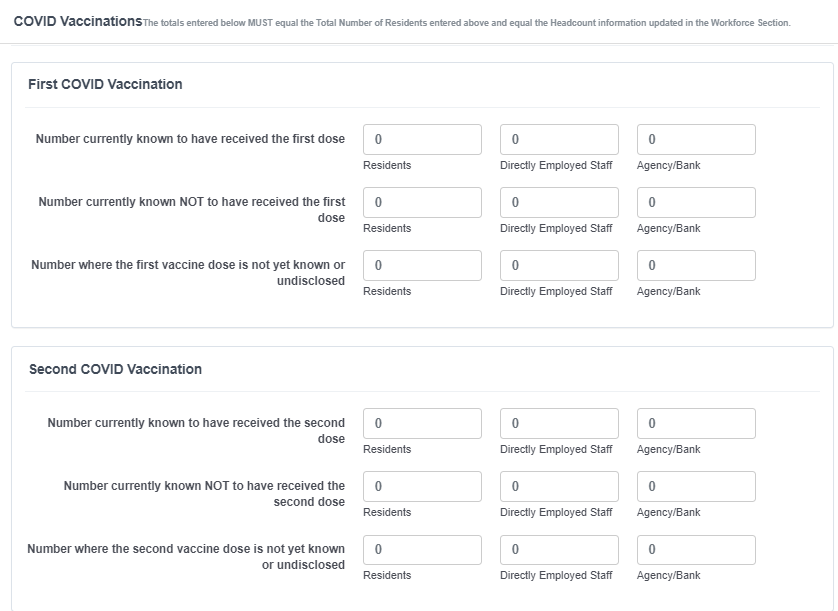 COVID Vaccinations The totals entered below MUST equal the Total Number of Residents entered above and equal the Headcount information updated in the Workforce Section.
First COVID Vaccination
Number currently known to have received the first dose 0 0 0
Residents Directly Employed Staff Agency/Bank
Number currently known NOT to have received the first 0 0 0
dose
Residents Directly Employed Staff Agency/Bank
Number where the first vaccine dose is not yet known or 0 0 0
undisclosed
Residents Directly Employed Staff Agency/Bank
Second COVID Vaccination
Number currently known to have received the second 0 0 0
dose
Residents Directly Employed Staff Agency/Bank
Number currently known NOT to have received the 0 0 0
second dose
Residents Directly Employed Staff Agency/Bank
Number where the second vaccine dose is not yet known 0 0 0
or undisclosed
Residents Directly Employed Staff Agency/Bank